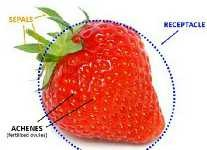 SEPALS
RECEPTACLE
ACHENES
(fertilised ovules)